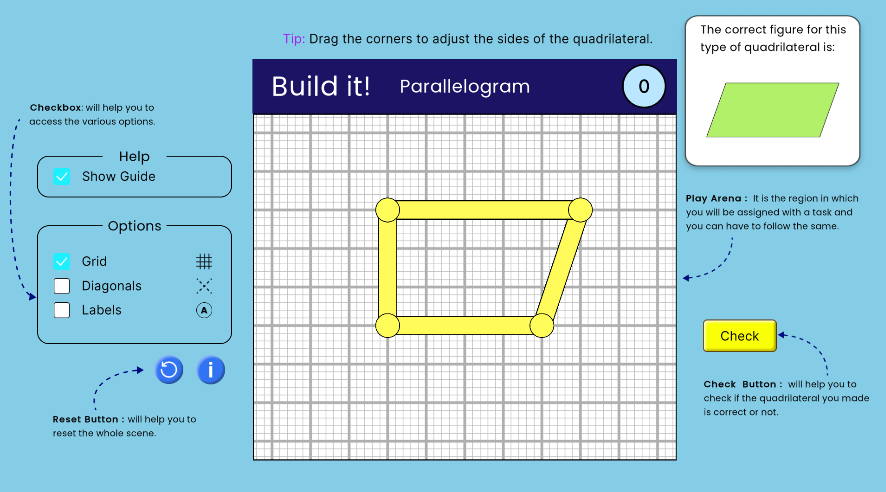 Tip: Drag the corners to adjust the sides of the quadrilateral.
The correct figure for this
type of quadrilateral is:
Build it!
Parallelogram
0
Checkbox: will help you to
access the various options.
Help
Show Guide
Options
Grid
Diagonals
Labels
A
i
Reset Button : will help you to
reset the whole scene.
Play Arena : It is the region in which
you will be assigned with a task and
you can have to follow the same.
Check
Check Button : will help you to
check if the quadrilateral you made
is correct or not.